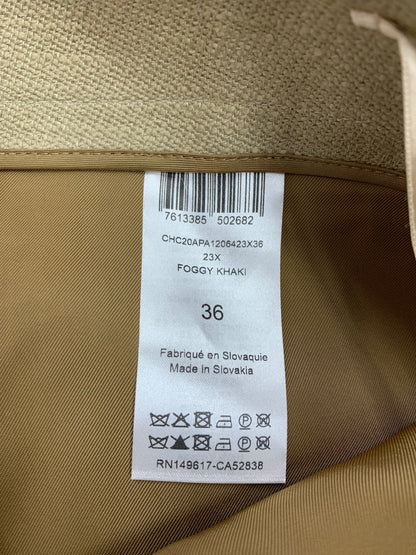 7613385 502682
CHC20APA1206423X36
23X
FOGGY KHAKI
36
Fabriqué en Slovaquie
Made in Slovakia
RN149617-CA52838